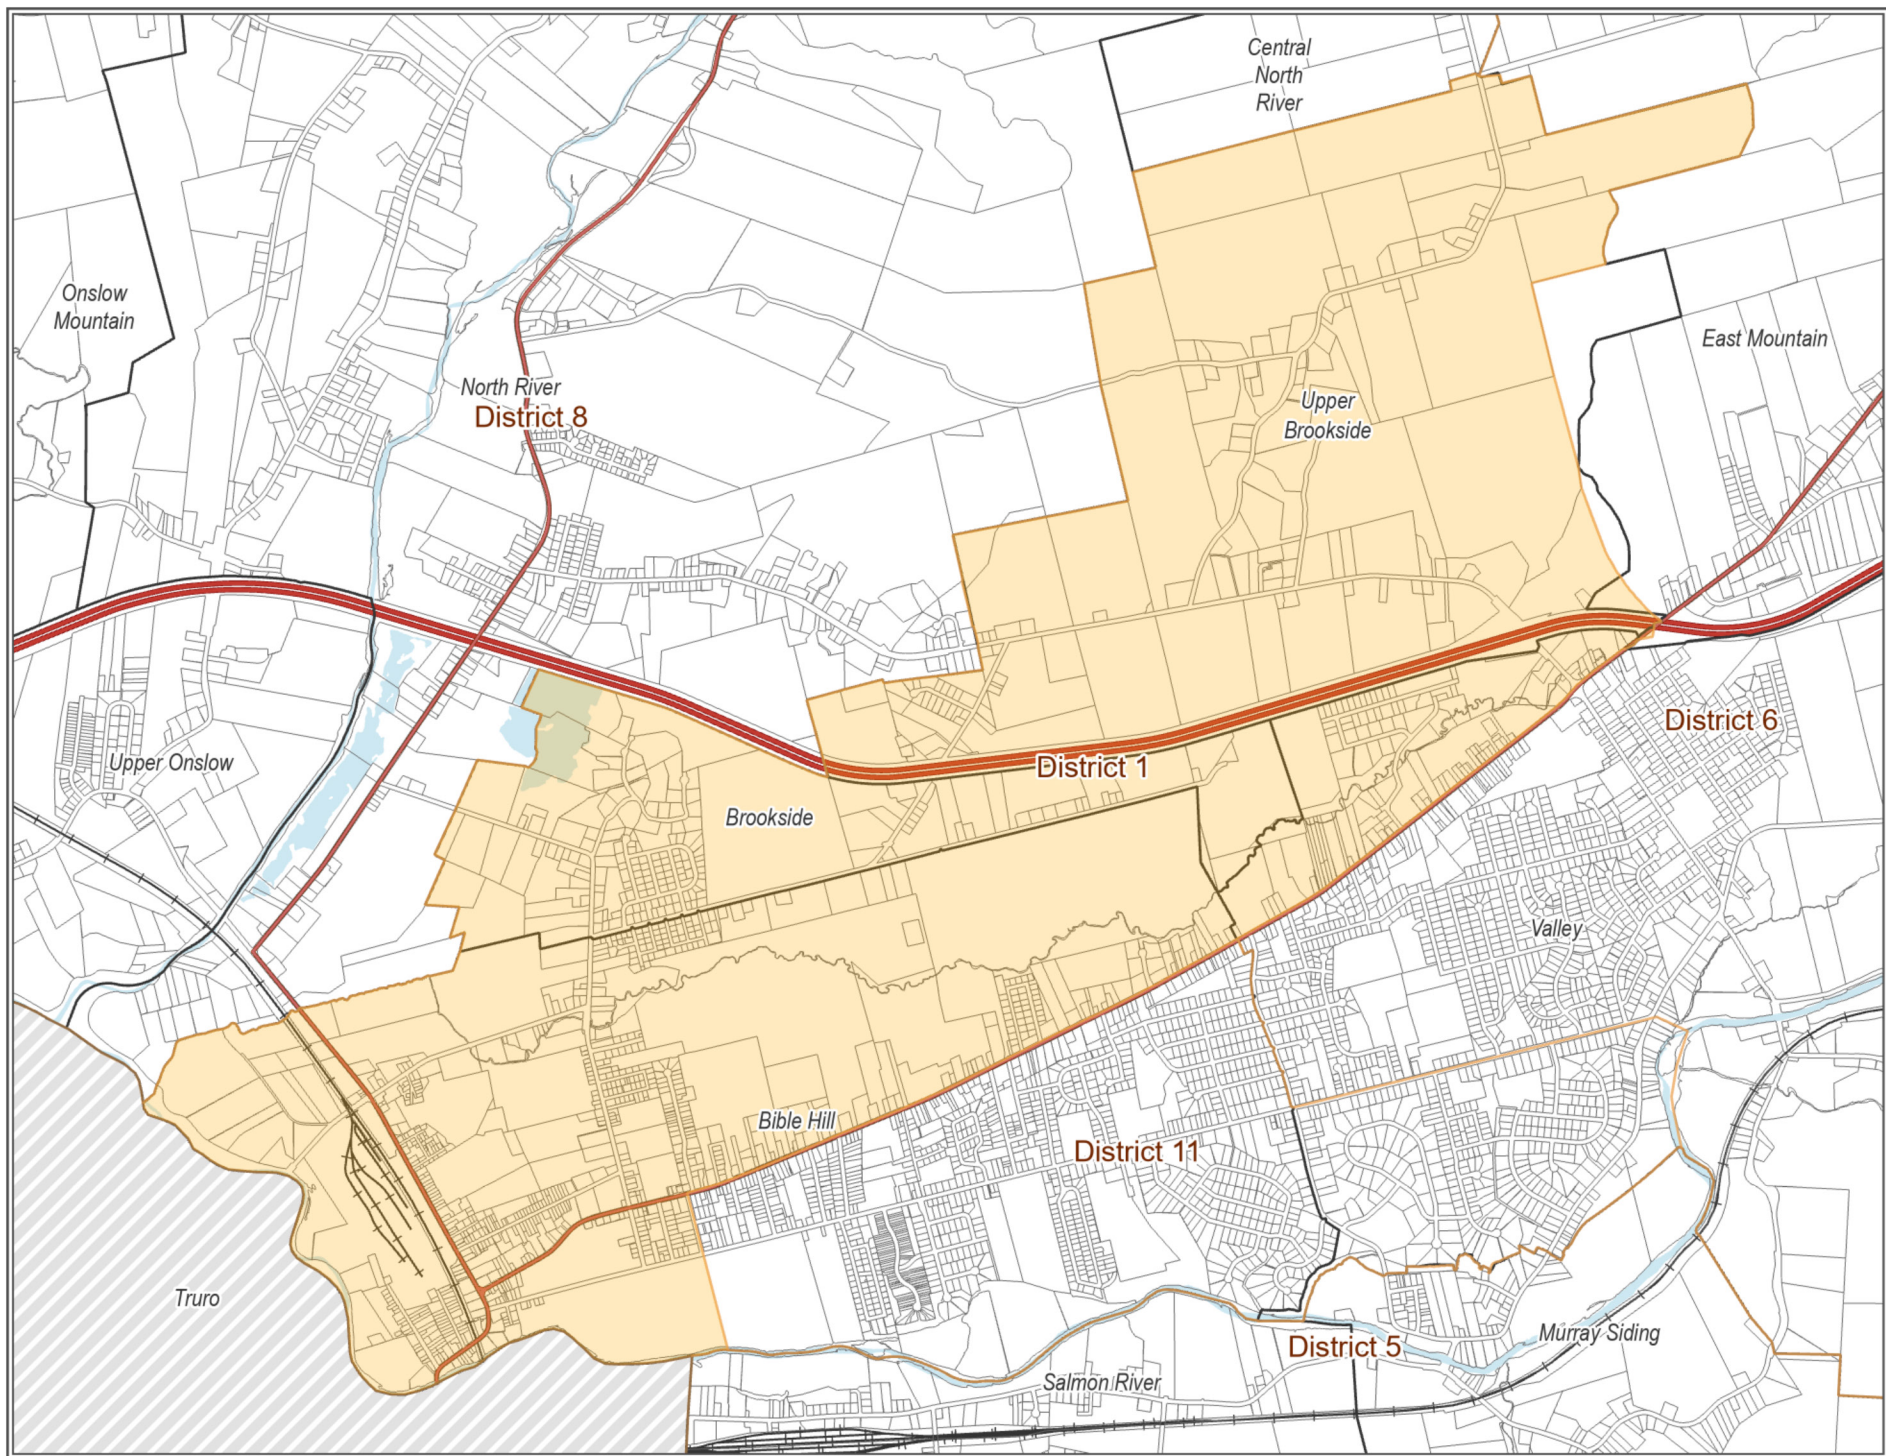 Central
North
River
Onslow
Mountain
East Mountain
North River
District 8
Upper
Brookside
District 6
Upper Onslow
District 1
Brookside
Valley
Bible Hill
District 11
Truro
Murray Siding
District 5
Salmon River